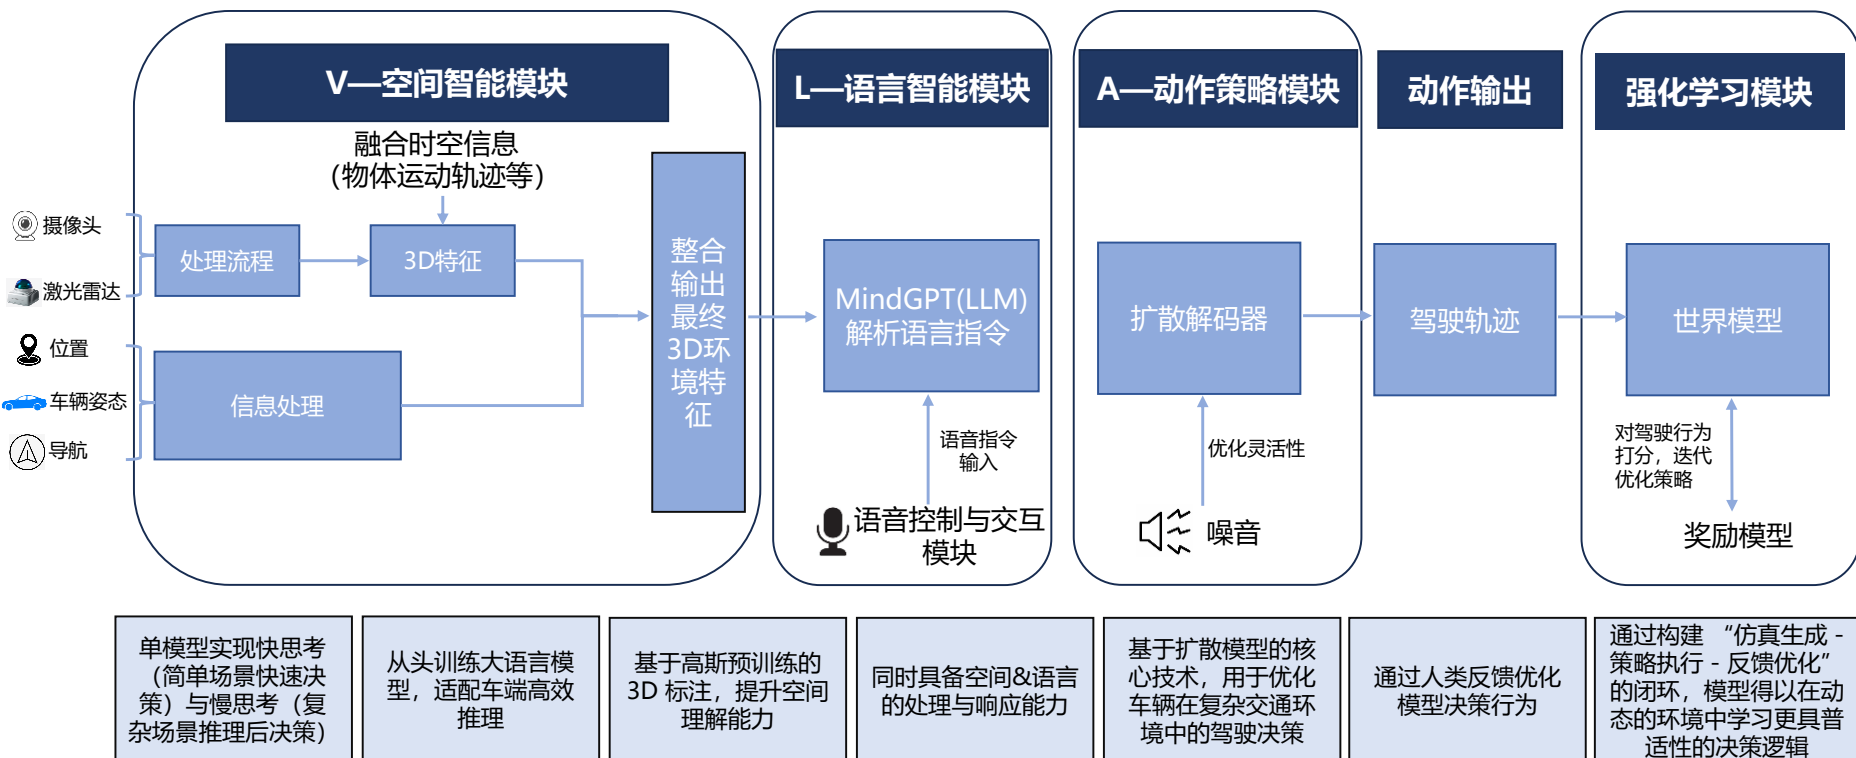 V—空间智能模块
L—语言智能模块
A—动作策略模块
动作输出
强化学习模块
融合时空信息
（物体运动轨迹等）
摄像头
激光雷达
位置
车辆姿态
导航
处理流程
3D特征
信息处理
整合
输出
最终
3D环
境特
征
MindGPT(LLM)
解析语言指令
语音指令
输入
语音控制与交互
模块
扩散解码器
优化灵活性
噪音
驾驶轨迹
世界模型
对驾驶行为
打分，迭代
优化策略
奖励模型
单模型实现快思考
（简单场景快速决
策）与慢思考（复
杂场景推理后决策）
从头训练大语言模
型，适配车端高效
推理
基于高斯预训练的
3D 标注，提升空间
理解能力
同时具备空间&语言
的处理与响应能力
基于扩散模型的核
心技术，用于优化
车辆在复杂交通环
境中的驾驶决策
通过人类反馈优化
模型决策行为
通过构建 “仿真生成 -
策略执行 - 反馈优化”
的闭环，模型得以在动
态的环境中学习更具普
适性的决策逻辑